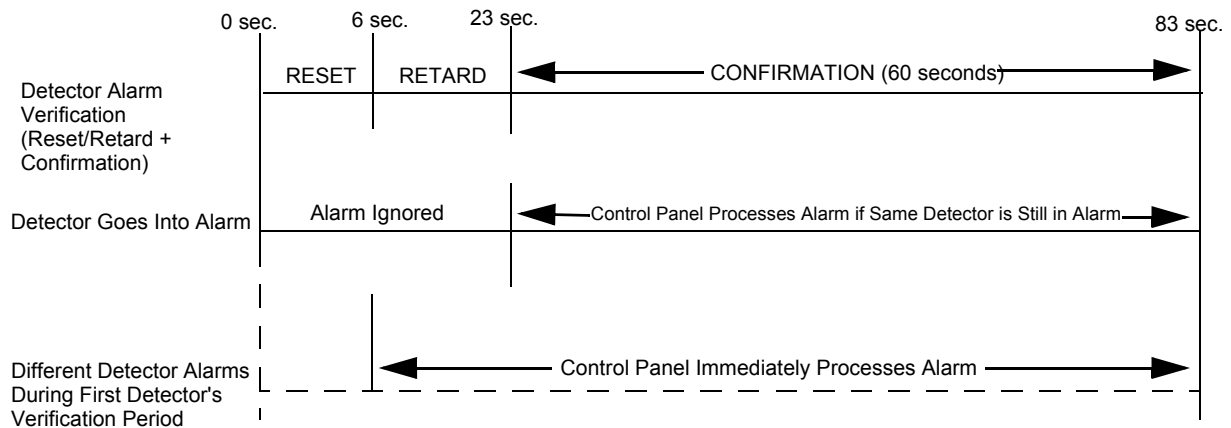 0 sec.
6 sec.
23 sec.
83 sec.
RESET
RETARD
CONFIRMATION (60 seconds)
Detector Alarm
Verification
(Reset/Retard +
Confirmation)
Detector Goes Into Alarm
Alarm Ignored
Control Panel Processes Alarm if Same Detector is Still in Alarm
Different Detector Alarms
During First Detector's
Verification Period
Control Panel Immediately Processes Alarm